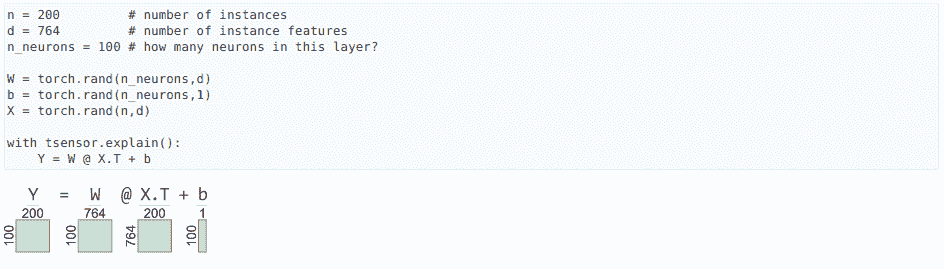 n = 200         # number of instances
d = 764         # number of instance features
n_neurons = 100 # how many neurons in this layer?
W = torch.rand(n_neurons,d)
b = torch.rand(n_neurons,1)
X = torch.rand(n,d)
with tsensor.explain():
    Y = W @ X.T + b
Y = W @ X.T + b
200 764 200 1
100 100 764 100